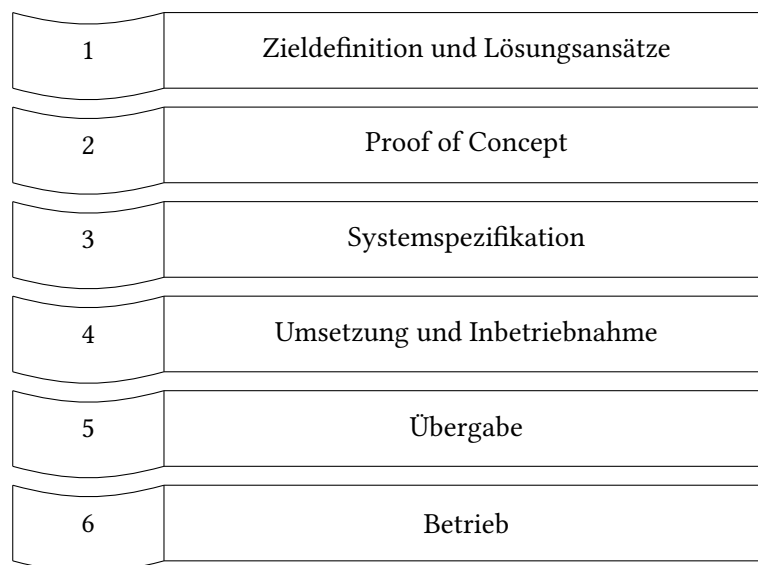 1 Zieldefinition und Lösungsansätze
2 Proof of Concept
3 Systemspezifikation
4 Umsetzung und Inbetriebnahme
5 Übergabe
6 Betrieb